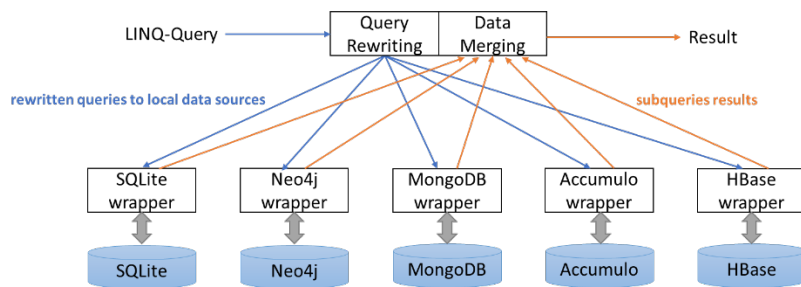 LINQ-Query
Query
Rewriting
Data
Merging
Result
rewritten queries to local data sources
subqueries results
SQLite
wrapper
Neo4j
wrapper
MongoDB
wrapper
Accumulo
wrapper
HBase
wrapper
SQLite
Neo4j
MongoDB
Accumulo
HBase